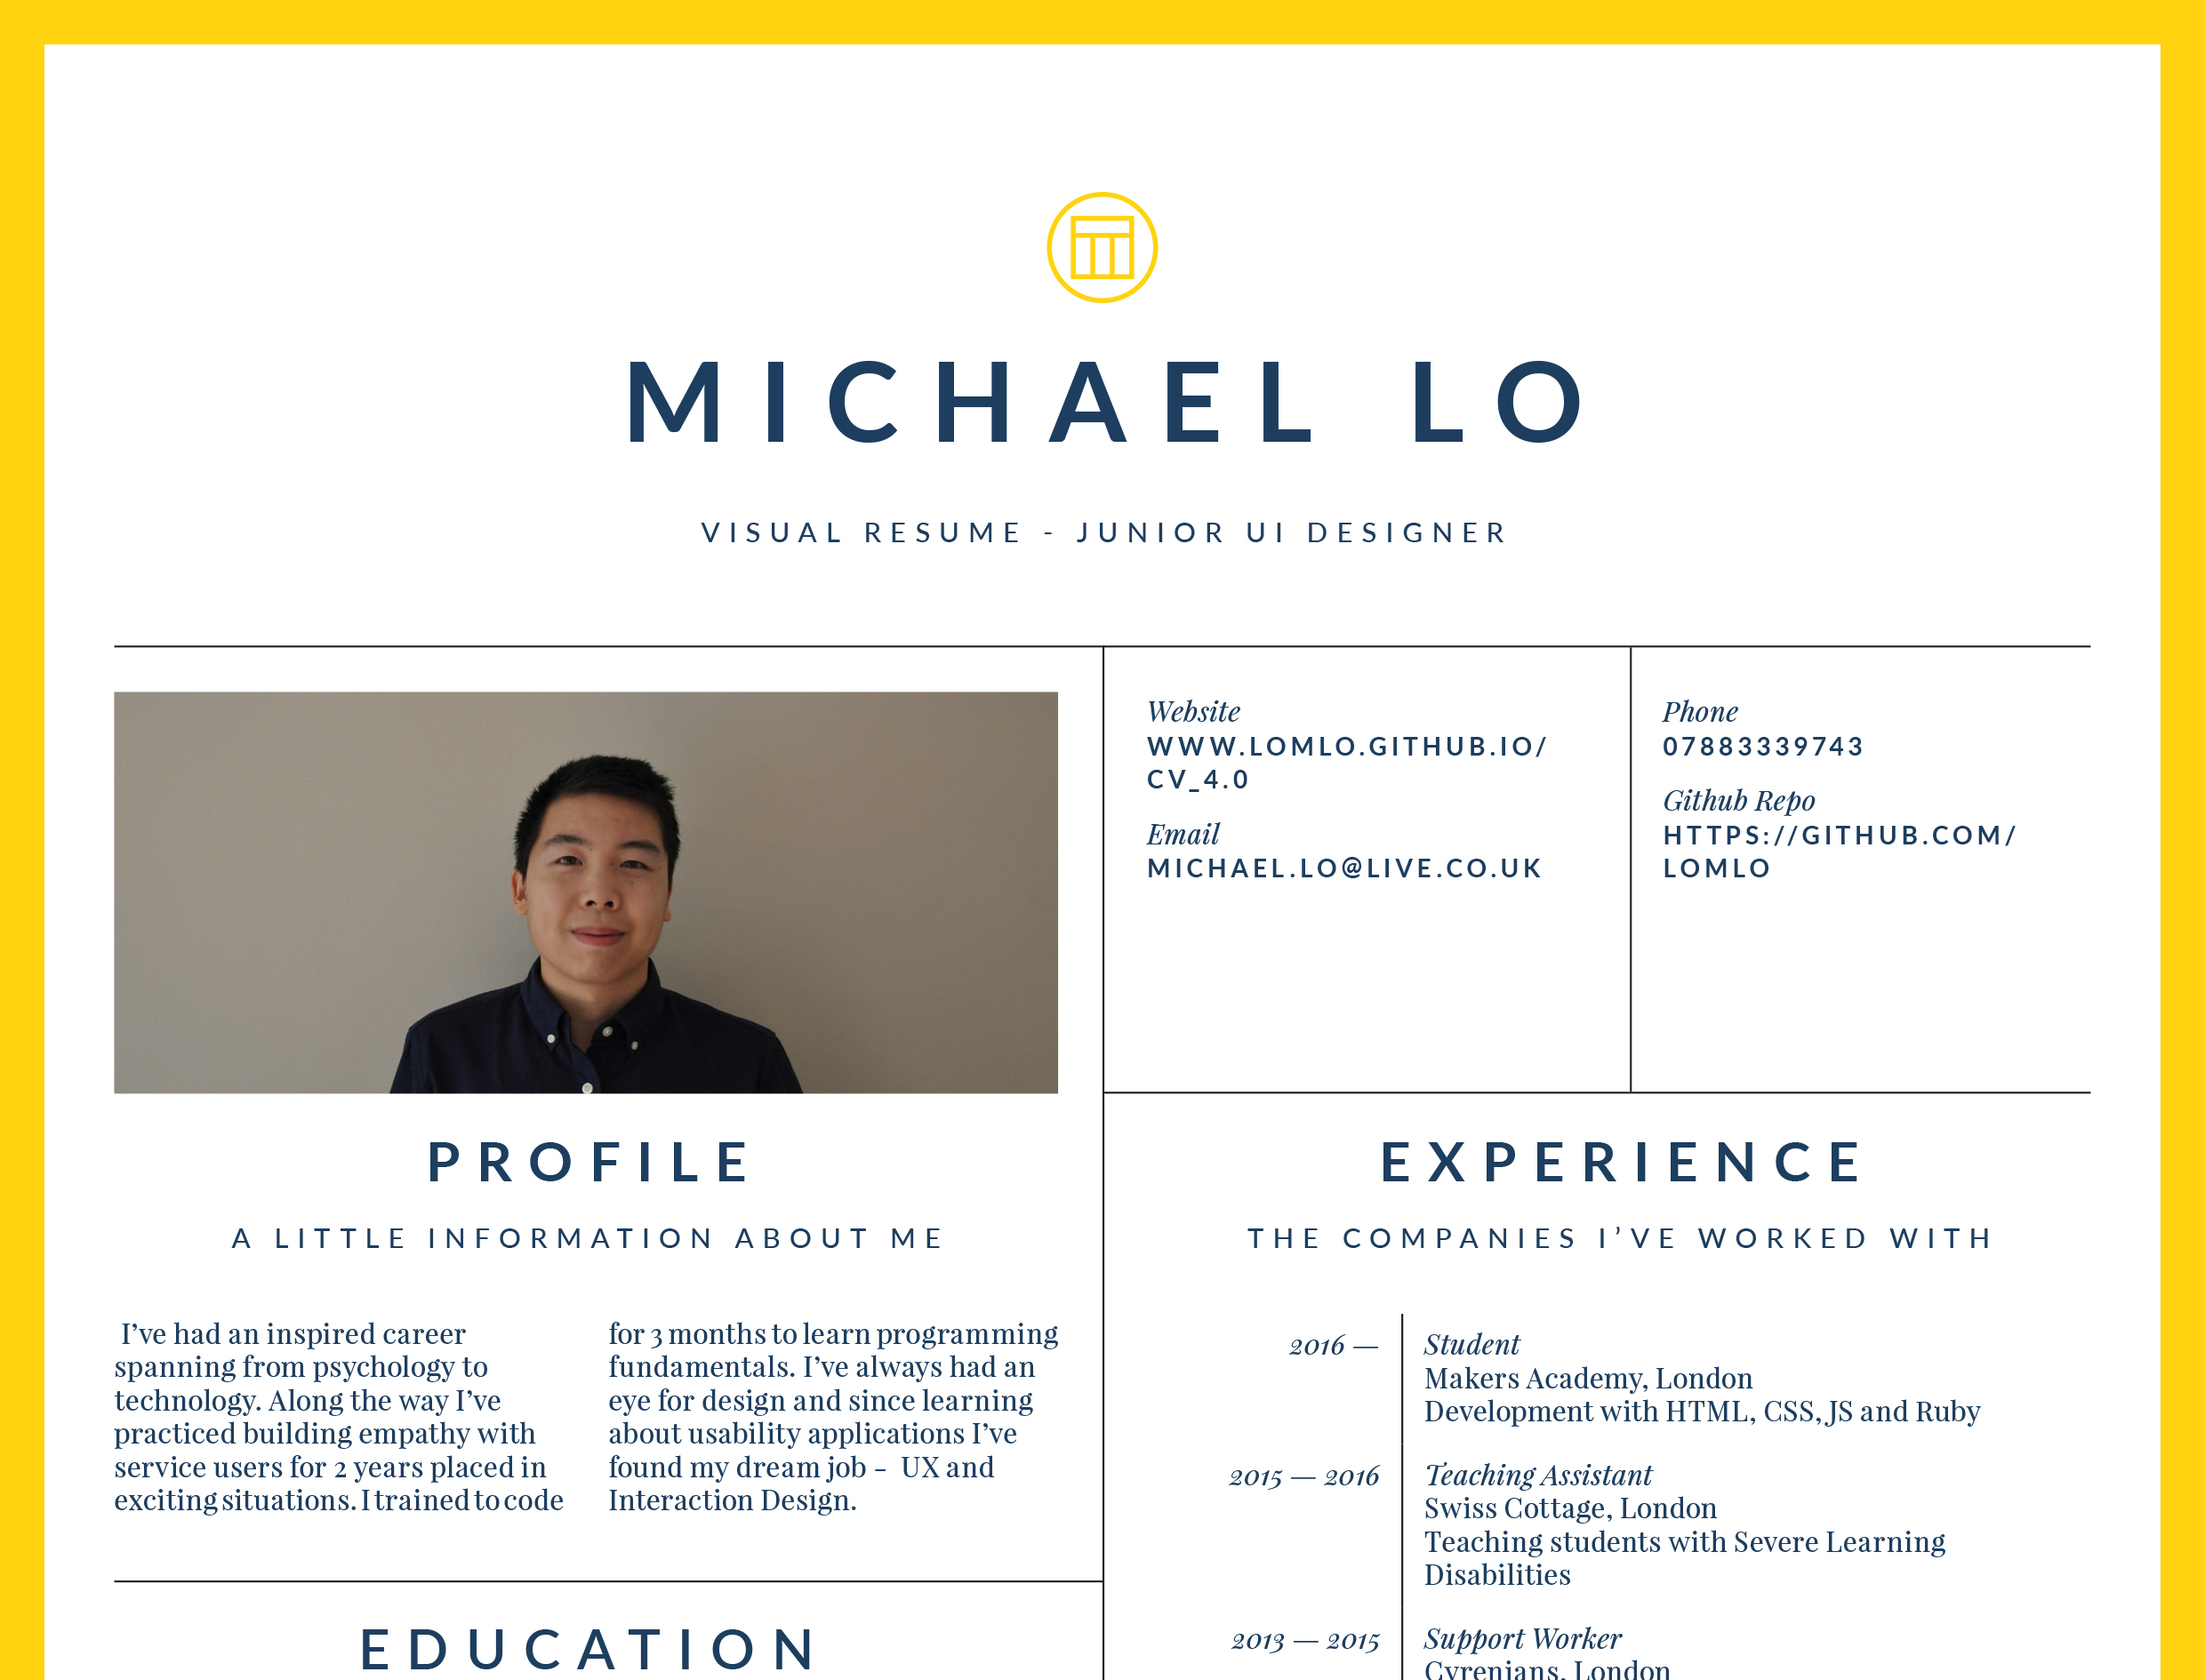 MICHAEL LO
VISUAL RESUME - JUNIOR UI DESIGNER
Website
WWW.LOMLO.GITHUB.IO/
CV_4.0
Email
MICHAEL.LO@LIVE.CO.UK
Phone
07883339743
Github Repo
HTTPS://GITHUB.COM/
LOMLO
PROFILE
A LITTLE INFORMATION ABOUT ME
I’ve had an inspired career
spanning from psychology to
technology. Along the way I’ve
practiced building empathy with
service users for 2 years placed in
exciting situations. I trained to code
for 3 months to learn programming
fundamentals. I’ve always had an
eye for design and since learning
about usability applications I’ve
found my dream job -  UX and
Interaction Design.
EDUCATION
EXPERIENCE
THE COMPANIES I’VE WORKED WITH
2016 —
Student
Makers Academy, London
Development with HTML, CSS, JS and Ruby
2015 — 2016
Teaching Assistant
Swiss Cottage, London
Teaching students with Severe Learning
Disabilities
2013 — 2015
Support Worker
Cyrenians, London